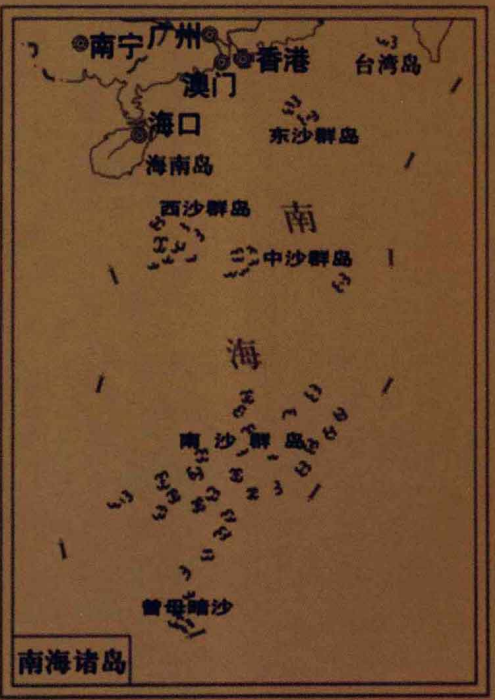 广州
南宁
香港
台湾岛
澳门
海口
东沙群岛
海南岛
西沙群岛
南
中沙群岛
海
南沙群岛
曾母暗沙
南海诸岛